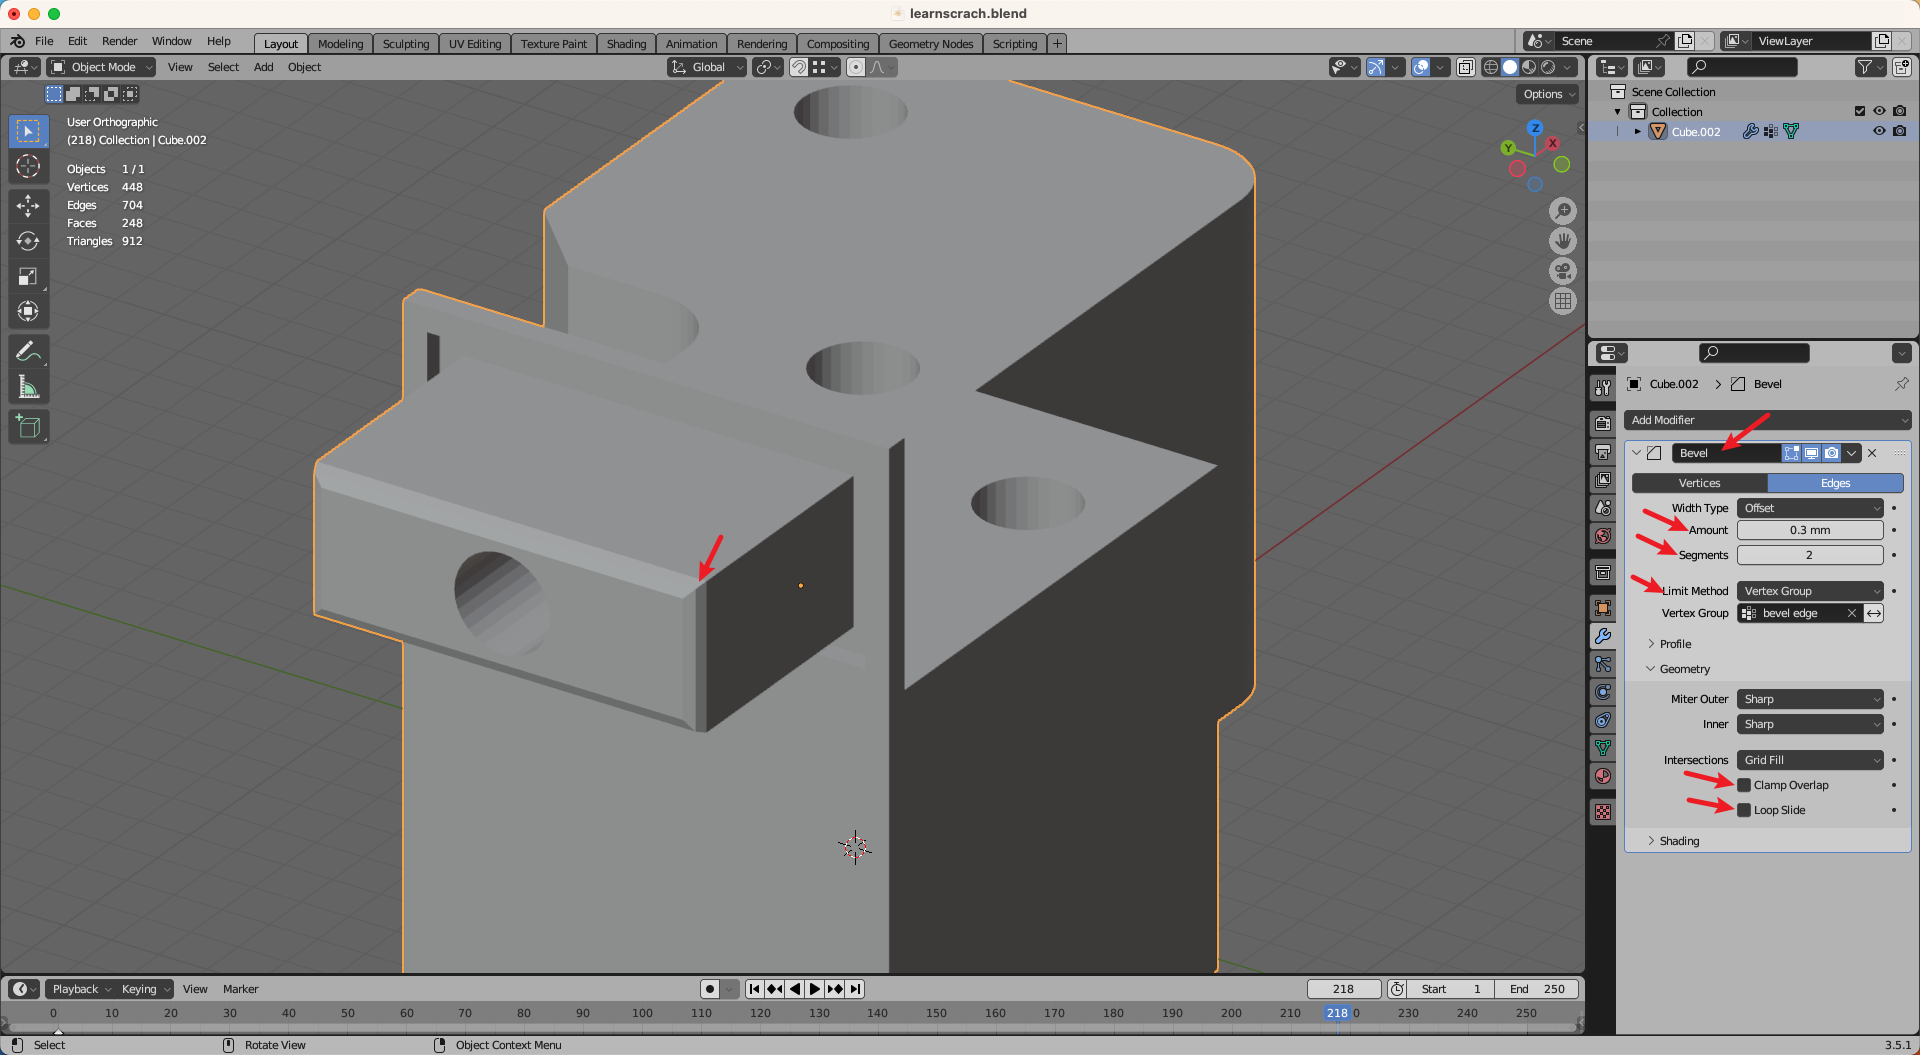 learnscrach.blend
File Edit Render Window Help Layout Modeling Sculpting UV Editing Texture Paint Shading Animation Rendering Compositing Geometry Nodes Scripting + Scene ViewLayer
Object Mode View Select Add Object Global
Options
User Orthographic
(218) Collection | Cube.002
Objects 1 / 1
Vertices 448
Edges 704
Faces 248
Triangles 912
Z
Y
X
Scene Collection
Collection
Cube.002
Cube.002 > Bevel
Add Modifier
Bevel
Vertices Edges
Width Type Offset
Amount 0.3 mm
Segments 2
Limit Method Vertex Group
Vertex Group bevel edge
Profile
Geometry
Miter Outer Sharp
Inner Sharp
Intersections Grid Fill
Clamp Overlap
Loop Slide
Shading
Playback Keying View Marker 218 Start 1 End 250
0 10 20 30 40 50 60 70 80 90 100 110 120 130 140 150 160 170 180 190 200 210 218 0 230 240 250
Select Rotate View Object Context Menu 3.5.1